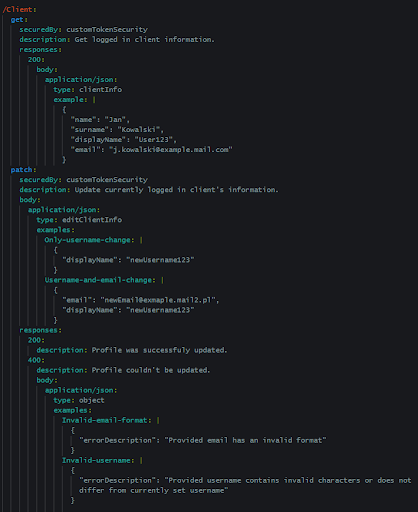 /Client:
get:
securedBy: customTokenSecurity
description: Get logged in client information.
responses:
200:
body:
application/json:
type: clientInfo
example: |
{
"name": "Jan",
"surname": "Kowalski",
"displayName": "User123",
"email": "j.kowalski@example.mail.com"
}
patch:
securedBy: customTokenSecurity
description: Update currently logged in client's information.
body:
application/json:
type: editClientInfo
examples:
Only-username-change: |
{
"displayName": "newUsername123"
}
Username-and-email-change: |
{
"email": "newEmail@exmaple.mail2.pl",
"displayName": "newUsername123"
}
responses:
200:
description: Profile was successfuly updated.
400:
description: Profile couldn't be updated.
body:
application/json:
type: object
examples:
Invalid-email-format: |
{
"errorDescription": "Provided email has an invalid format"
}
Invalid-username: |
{
"errorDescription": "Provided username contains invalid characters or does not
differ from currently set username"
}